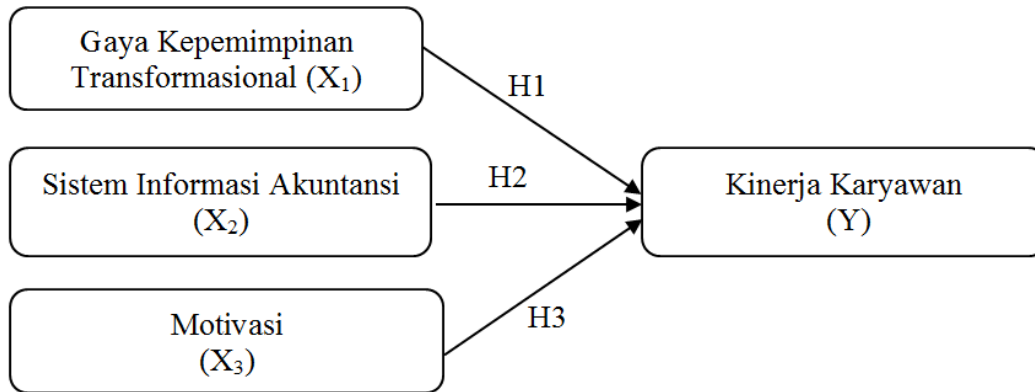 Gaya Kepemimpinan
Transformasional (X₁)
H1
Sistem Informasi Akuntansi
(X₂)
H2
Kinerja Karyawan
(Y)
Motivasi
(X₃)
H3